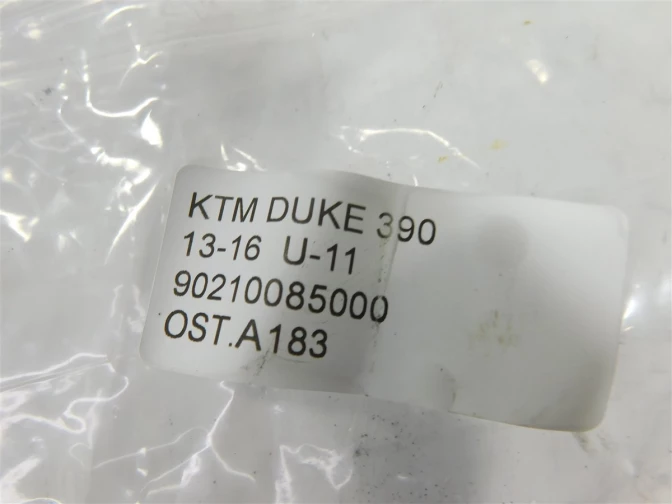 KTM DUKE 390
13-16 U-11
90210085000
OST.A183